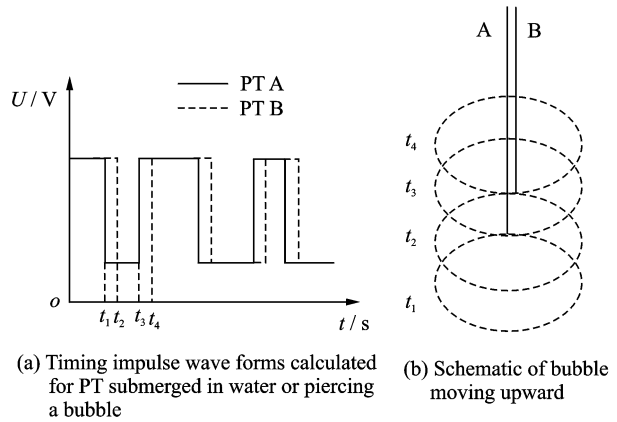 A B
PT A
PT B
U / V
t4
t3
t2
t1
o
t1 t2 t3 t4
t / s
(a) Timing impulse wave forms calculated
for PT submerged in water or piercing
a bubble
(b) Schematic of bubble
moving upward